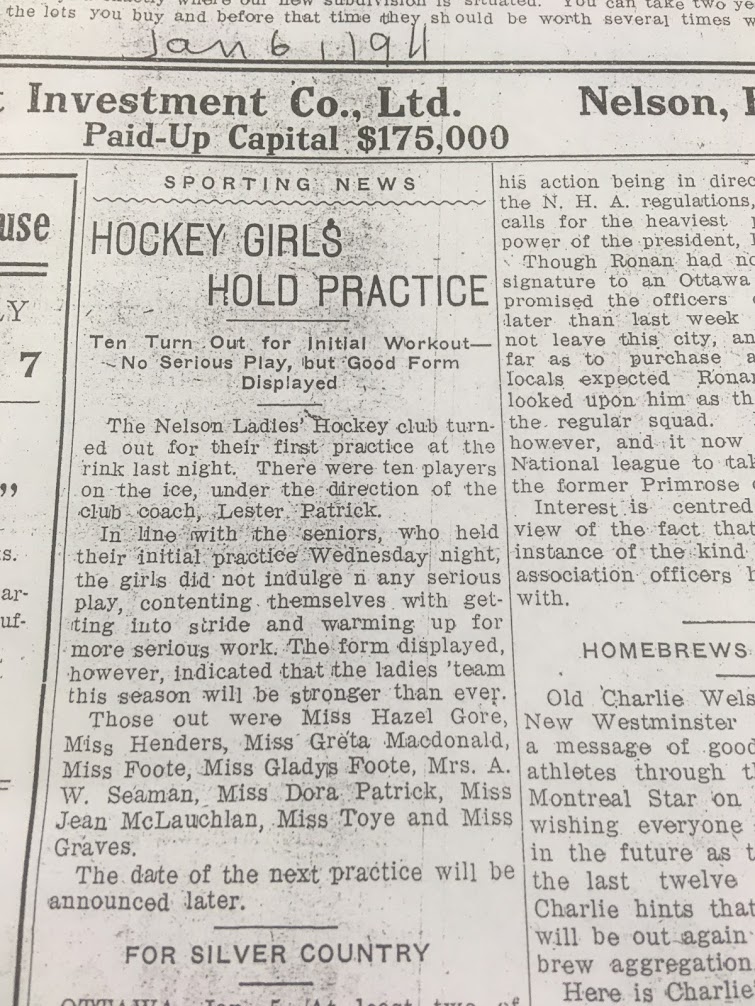 the lots you buy and before that time they should be worth several times
Jan 6, 1911
Investment Co., Ltd. Nelson,
Paid-Up Capital $175,000
use
LY
7
"
s.
ar-
uf-
SPORTING NEWS
HOCKEY GIRLS
HOLD PRACTICE
Ten Turn Out for Initial Workout—
No Serious Play, but Good Form
Displayed
The Nelson Ladies' Hockey club turn-
ed out for their first practice at the
rink last night. There were ten players
on the ice, under the direction of the
club coach, Lester Patrick.
In line with the seniors, who held
their initial practice Wednesday night,
the girls did not indulge n any serious
play, contenting themselves with get-
ting into stride and warming up for
more serious work. The form displayed,
however, indicated that the ladies 'team
this season will be stronger than ever.
Those out were Miss Hazel Gore,
Miss Henders, Miss Greta Macdonald,
Miss Foote, Miss Gladys Foote, Mrs. A.
W. Seaman, Miss Dora Patrick, Miss
Jean McLauchlan, Miss Toye and Miss
Graves.
The date of the next practice will be
announced later.
FOR SILVER COUNTRY
his action being in direc
the N. H. A. regulations,
calls for the heaviest
power of the president,
Though Ronan had no
signature to an Ottawa
promised the officers
later than last week
not leave this city, an
far as to purchase a
locals expected Ronan
looked upon him as th
the regular squad.
however, and it now
National league to tak
the former Primrose
Interest is centred
view of the fact that
instance of the kind
association officers h
with.
HOMEBREWS
Old Charlie Wels
New Westminster
a message of good
athletes through t
Montreal Star on
wishing everyone
in the future as t
the last twelve
Charlie hints that
will be out again
brew aggregation
Here is Charlie